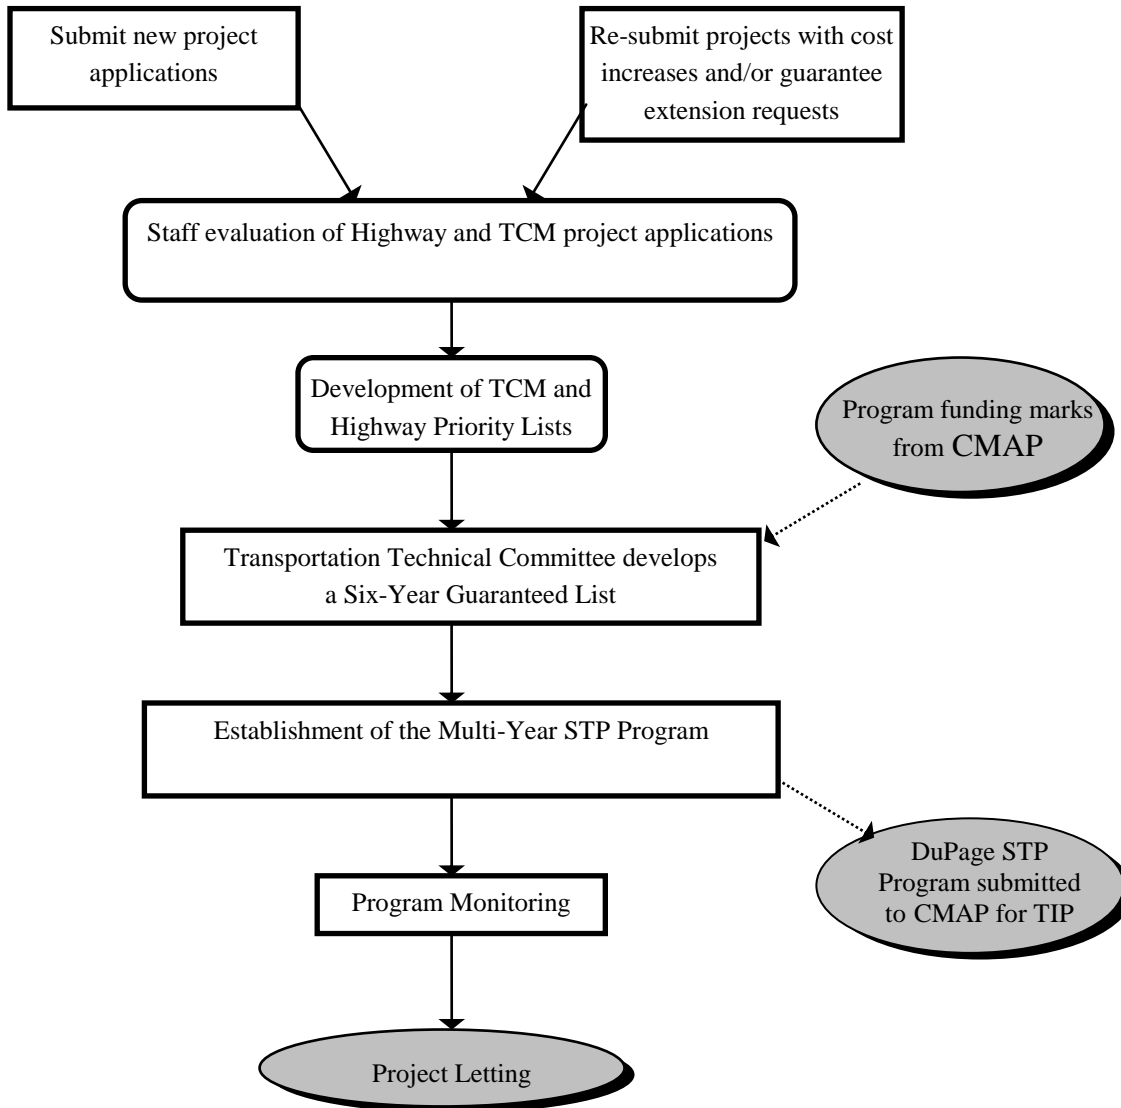 Submit new project
applications
Re-submit projects with cost
increases and/or guarantee
extension requests
Staff evaluation of Highway and TCM project applications
Development of TCM and
Highway Priority Lists
Program funding marks
from CMAP
Transportation Technical Committee develops
a Six-Year Guaranteed List
Establishment of the Multi-Year STP Program
DuPage STP
Program submitted
to CMAP for TIP
Program Monitoring
Project Letting